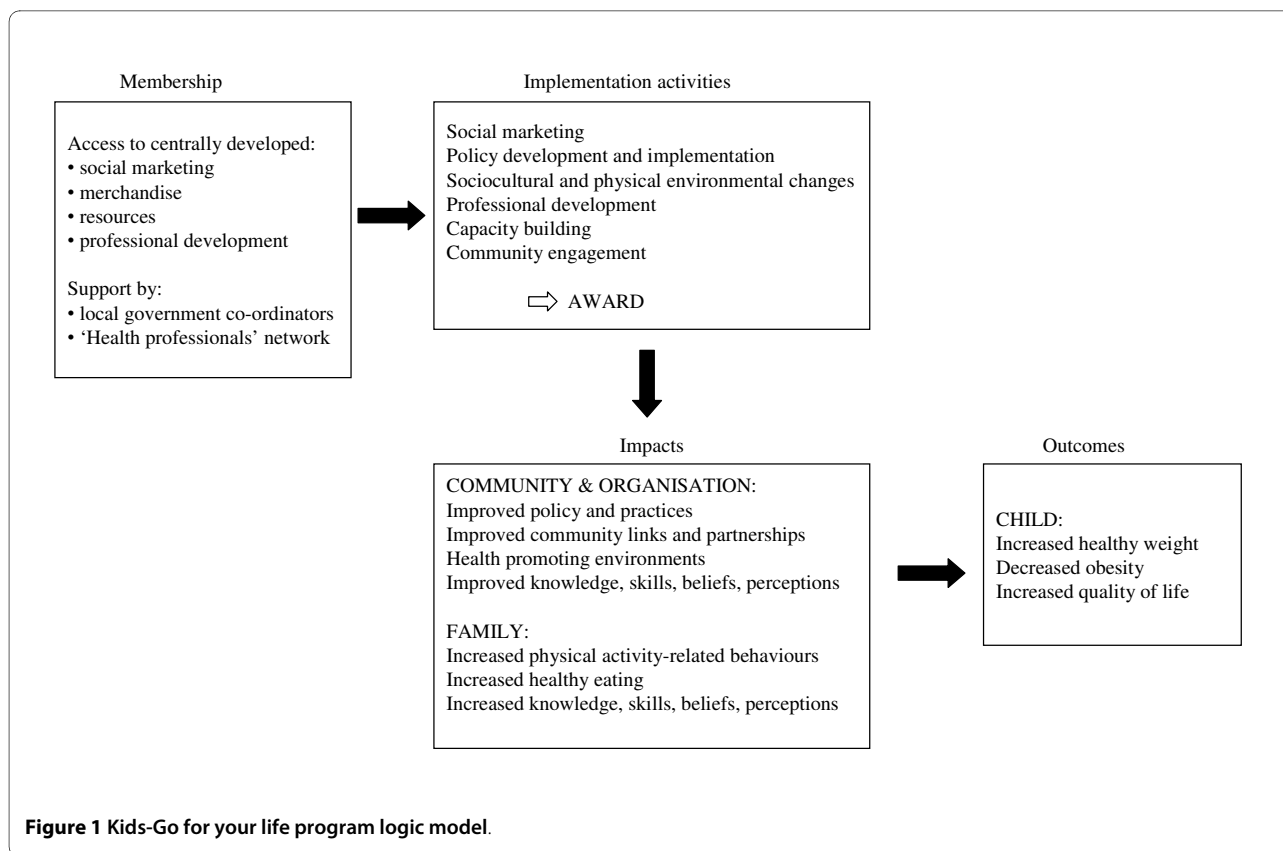 Membership
Access to centrally developed:
• social marketing
• merchandise
• resources
• professional development
Support by:
• local government co-ordinators
• ‘Health professionals’ network
Implementation activities
Social marketing
Policy development and implementation
Sociocultural and physical environmental changes
Professional development
Capacity building
Community engagement
AWARD
Impacts
COMMUNITY & ORGANISATION:
Improved policy and practices
Improved community links and partnerships
Health promoting environments
Improved knowledge, skills, beliefs, perceptions
FAMILY:
Increased physical activity-related behaviours
Increased healthy eating
Increased knowledge, skills, beliefs, perceptions
Outcomes
CHILD:
Increased healthy weight
Decreased obesity
Increased quality of life
Figure 1 Kids-Go for your life program logic model.